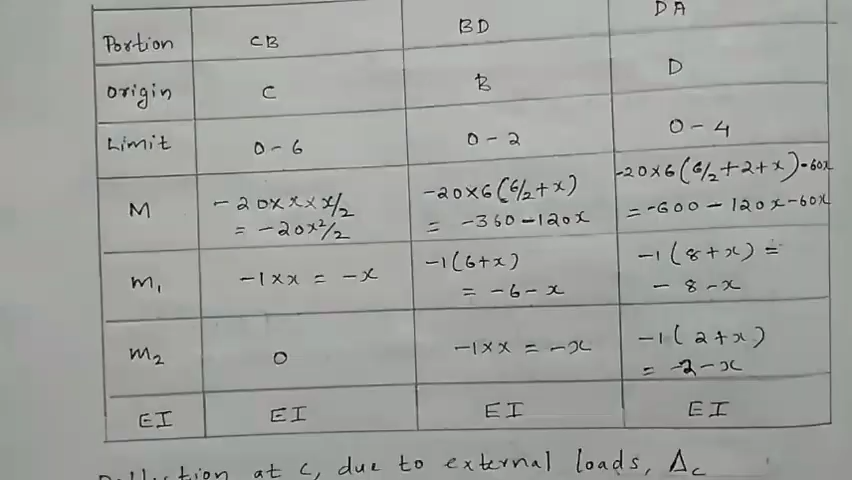 Portion CB BD DA
Origin C B D
Limit 0-6 0-2 0-4
M -20×x×x/2 -20×6(6/2+x) -20×6(6/2+2+x)-60x
= -20x²/2 = -360-120x = -600-120x-60x
m₁ -1×x = -x -1(6+x) -1(8+x) =
= -6-x -8-x
m₂ 0 -1×x = -x -1(2+x)
= -2-x
EI EI EI EI
Deflection at C, due to external loads, Δc